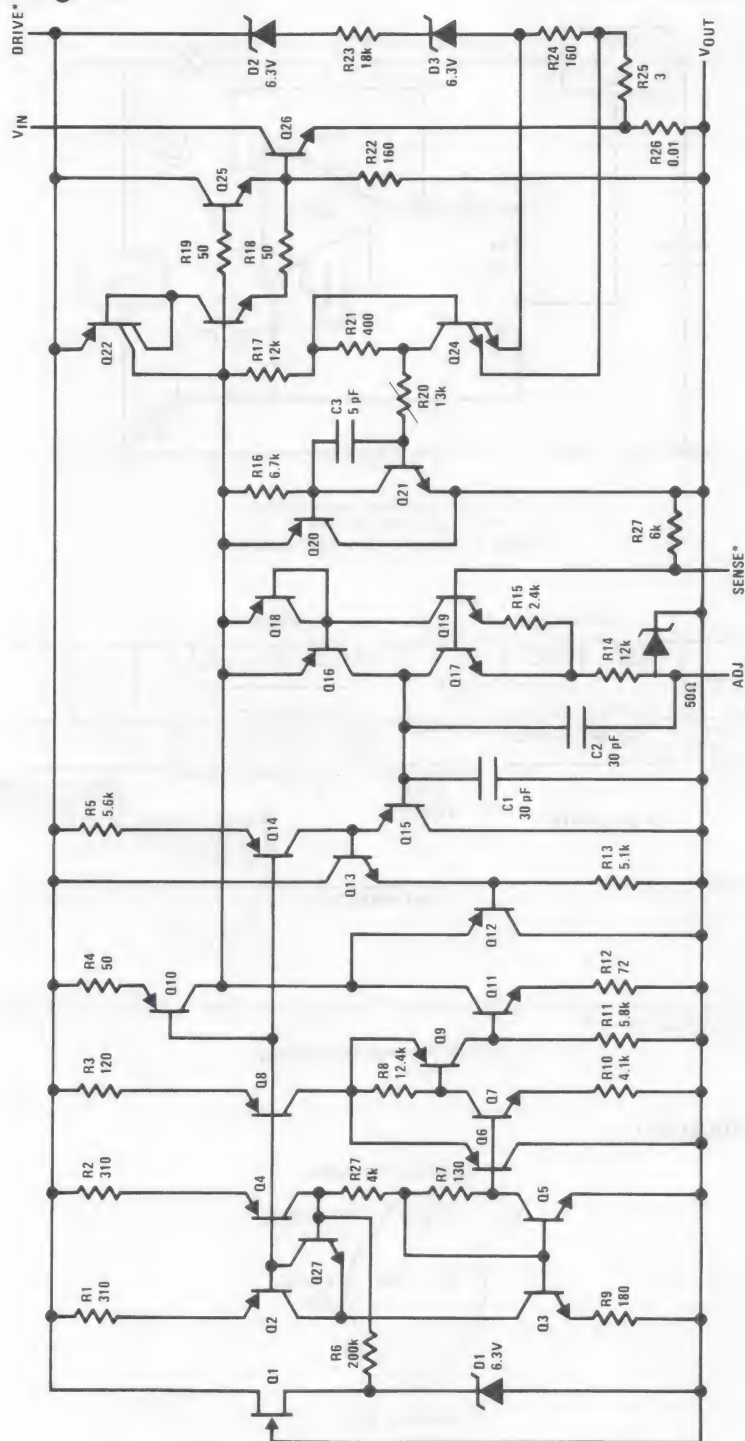 DRIVE*
VIN
VOUT
SENSE*
ADJ
R1
310
R2
310
R3
120
R4
50
R5
5.6k
Q1
Q2
Q27
Q4
Q8
Q10
Q14
R6
200k
D1
6.3V
R27
4k
R7
130
Q3
Q5
R9
180
Q6
Q7
R8
12.4k
Q9
R10
4.1k
R11
5.8k
Q11
R12
72
Q12
Q13
R13
5.1k
Q15
C1
30 pF
C2
30 pF
Q16
Q18
Q17
Q19
R15
2.4k
R14
12k
50Ω
R27
6k
Q20
R16
6.7k
C3
5 pF
Q21
R20
13k
Q22
R17
12k
R21
400
Q24
R19
50
R18
50
Q25
Q26
R22
160
D2
6.3V
R23
18k
D3
6.3V
R24
160
R25
3
R26
0.01